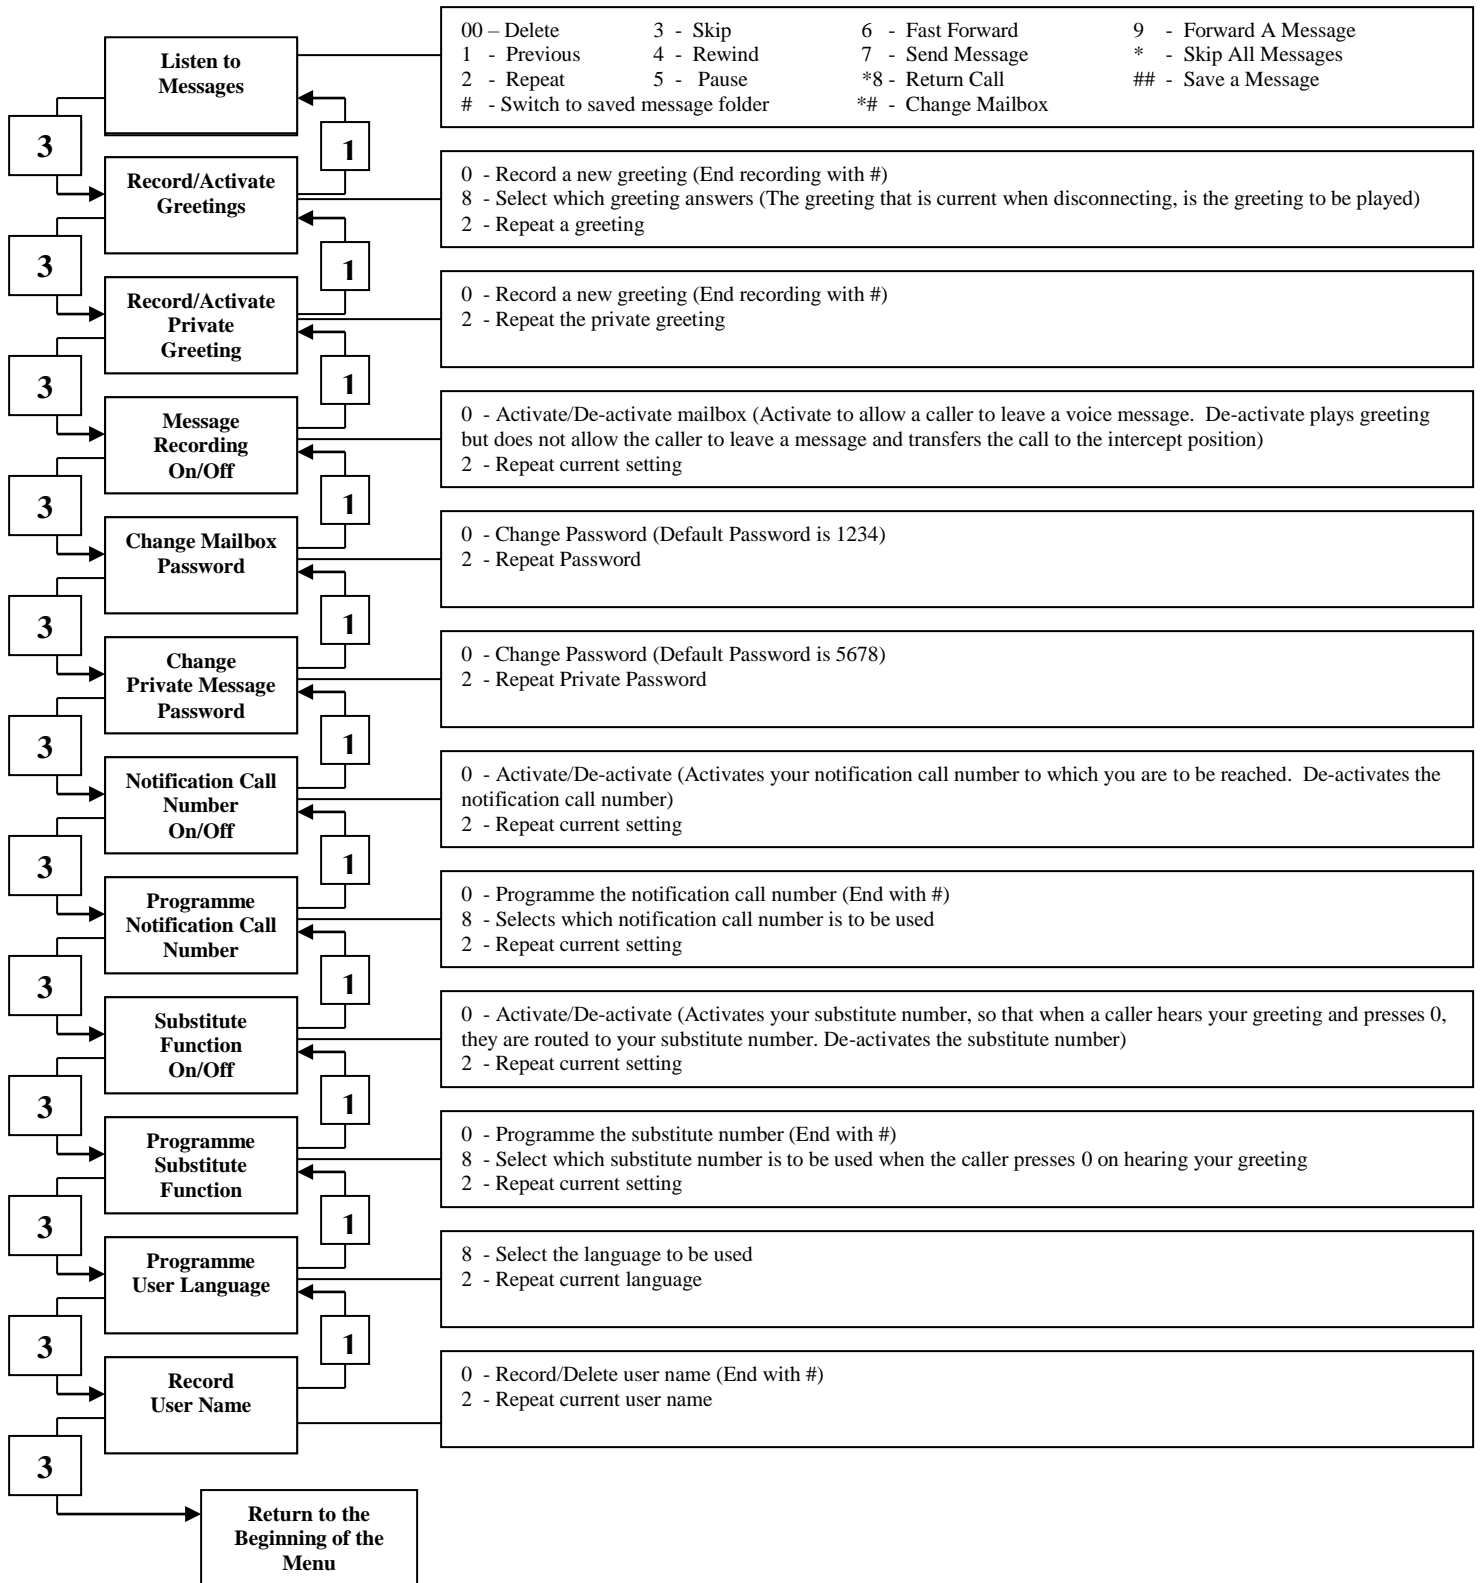 Listen to
Messages
00 – Delete 3 - Skip 6 - Fast Forward 9 - Forward A Message
1 - Previous 4 - Rewind 7 - Send Message * - Skip All Messages
2 - Repeat 5 - Pause *8 - Return Call ## - Save a Message
# - Switch to saved message folder *# - Change Mailbox
3
1
Record/Activate
Greetings
0 - Record a new greeting (End recording with #)
8 - Select which greeting answers (The greeting that is current when disconnecting, is the greeting to be played)
2 - Repeat a greeting
3
1
Record/Activate
Private
Greeting
0 - Record a new greeting (End recording with #)
2 - Repeat the private greeting
3
1
Message
Recording
On/Off
0 - Activate/De-activate mailbox (Activate to allow a caller to leave a voice message. De-activate plays greeting
but does not allow the caller to leave a message and transfers the call to the intercept position)
2 - Repeat current setting
3
1
Change Mailbox
Password
0 - Change Password (Default Password is 1234)
2 - Repeat Password
3
1
Change
Private Message
Password
0 - Change Password (Default Password is 5678)
2 - Repeat Private Password
3
1
Notification Call
Number
On/Off
0 - Activate/De-activate (Activates your notification call number to which you are to be reached. De-activates the
notification call number)
2 - Repeat current setting
3
1
Programme
Notification Call
Number
0 - Programme the notification call number (End with #)
8 - Selects which notification call number is to be used
2 - Repeat current setting
3
1
Substitute
Function
On/Off
0 - Activate/De-activate (Activates your substitute number, so that when a caller hears your greeting and presses 0,
they are routed to your substitute number. De-activates the substitute number)
2 - Repeat current setting
3
1
Programme
Substitute
Function
0 - Programme the substitute number (End with #)
8 - Select which substitute number is to be used when the caller presses 0 on hearing your greeting
2 - Repeat current setting
3
1
Programme
User Language
8 - Select the language to be used
2 - Repeat current language
3
1
Record
User Name
0 - Record/Delete user name (End with #)
2 - Repeat current user name
3
Return to the
Beginning of the
Menu